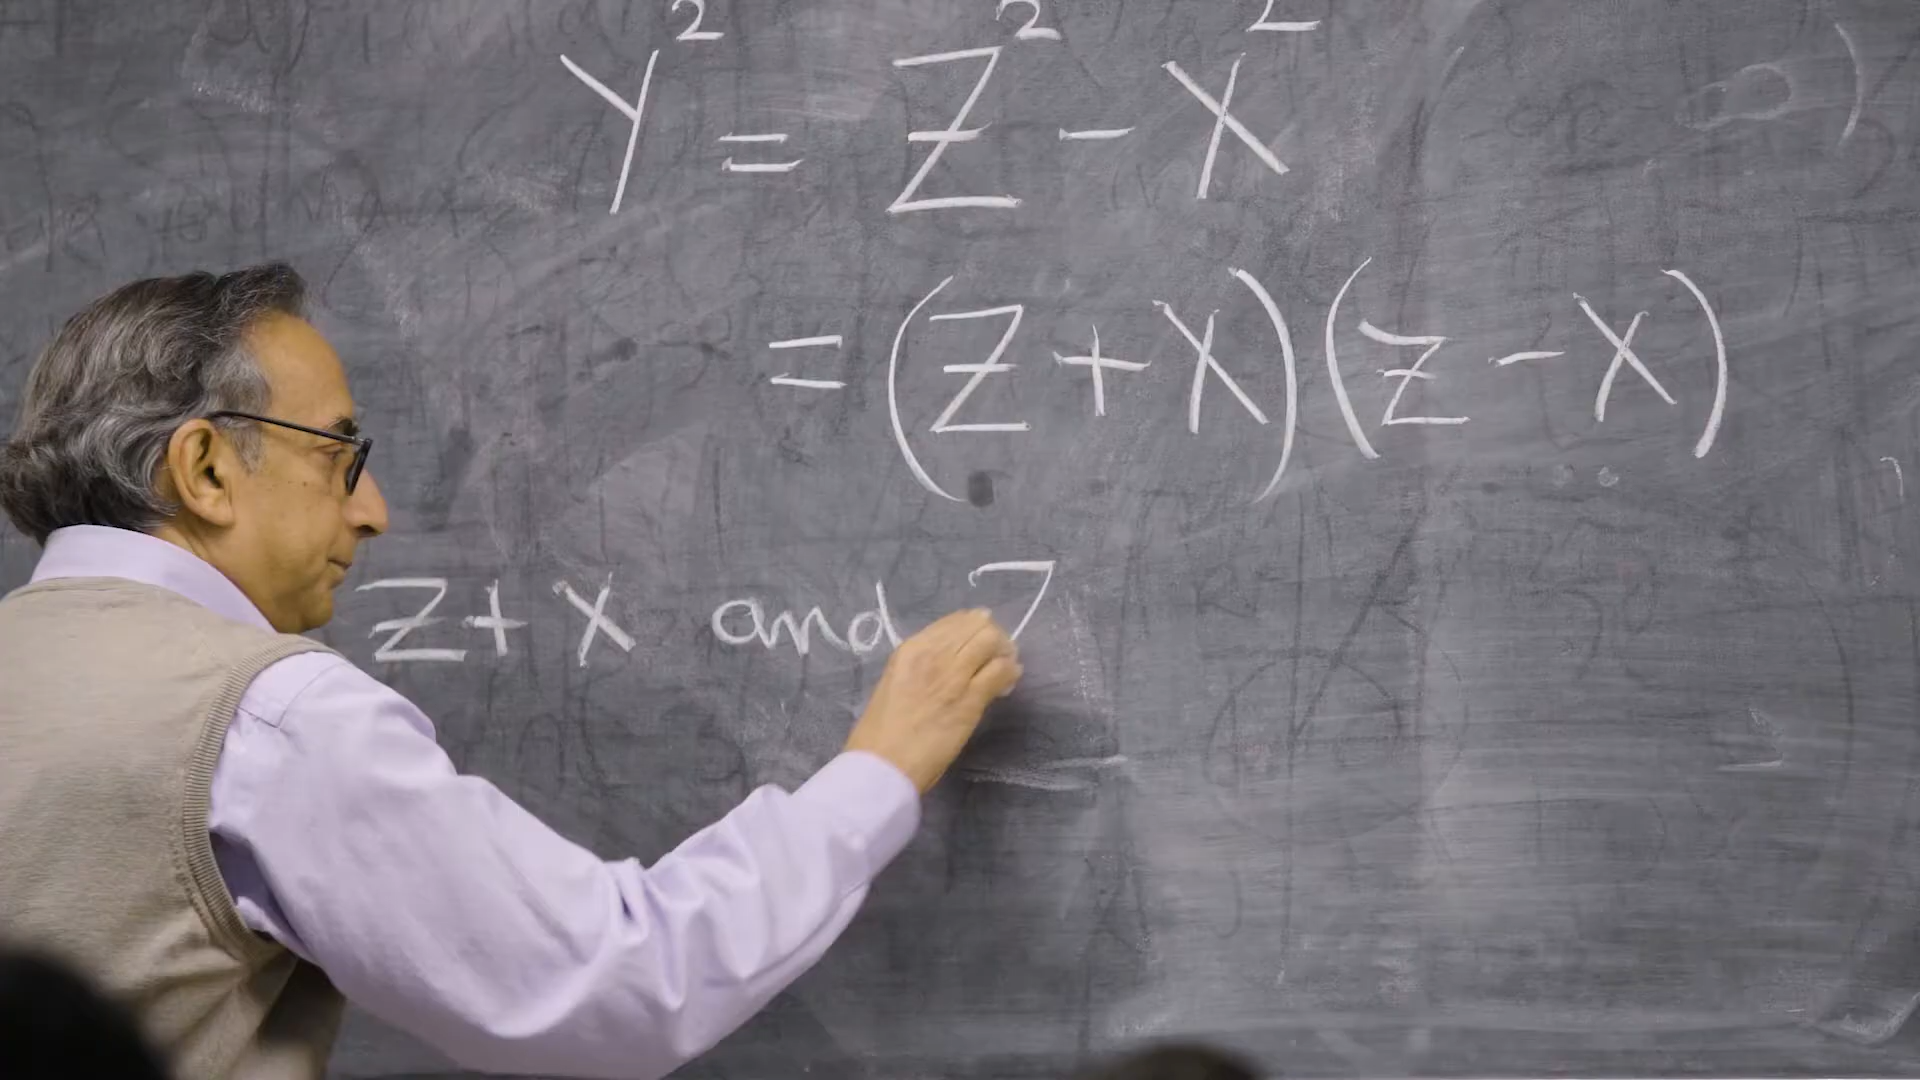 Y² = Z² - X²
= (Z + X)(Z - X)
Z + X and Z